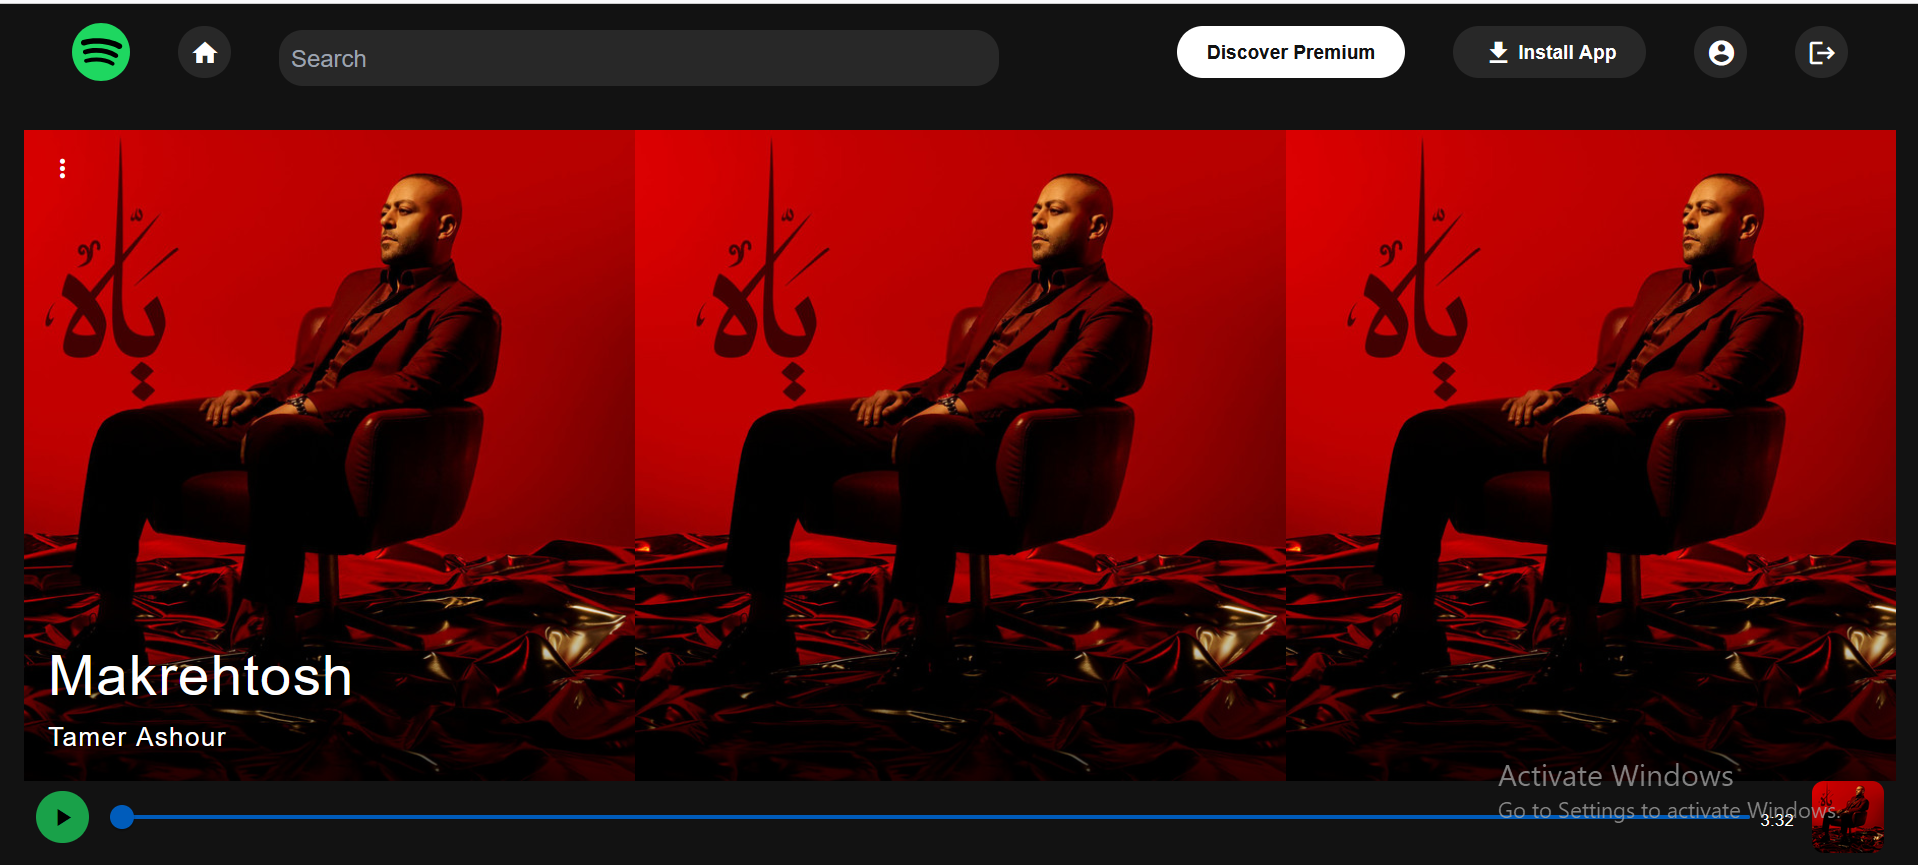 Search
Discover Premium
Install App
ياه
ياه
ياه
Makrehtosh
Tamer Ashour
Activate Windows
Go to Settings to activate Windows.
3:32